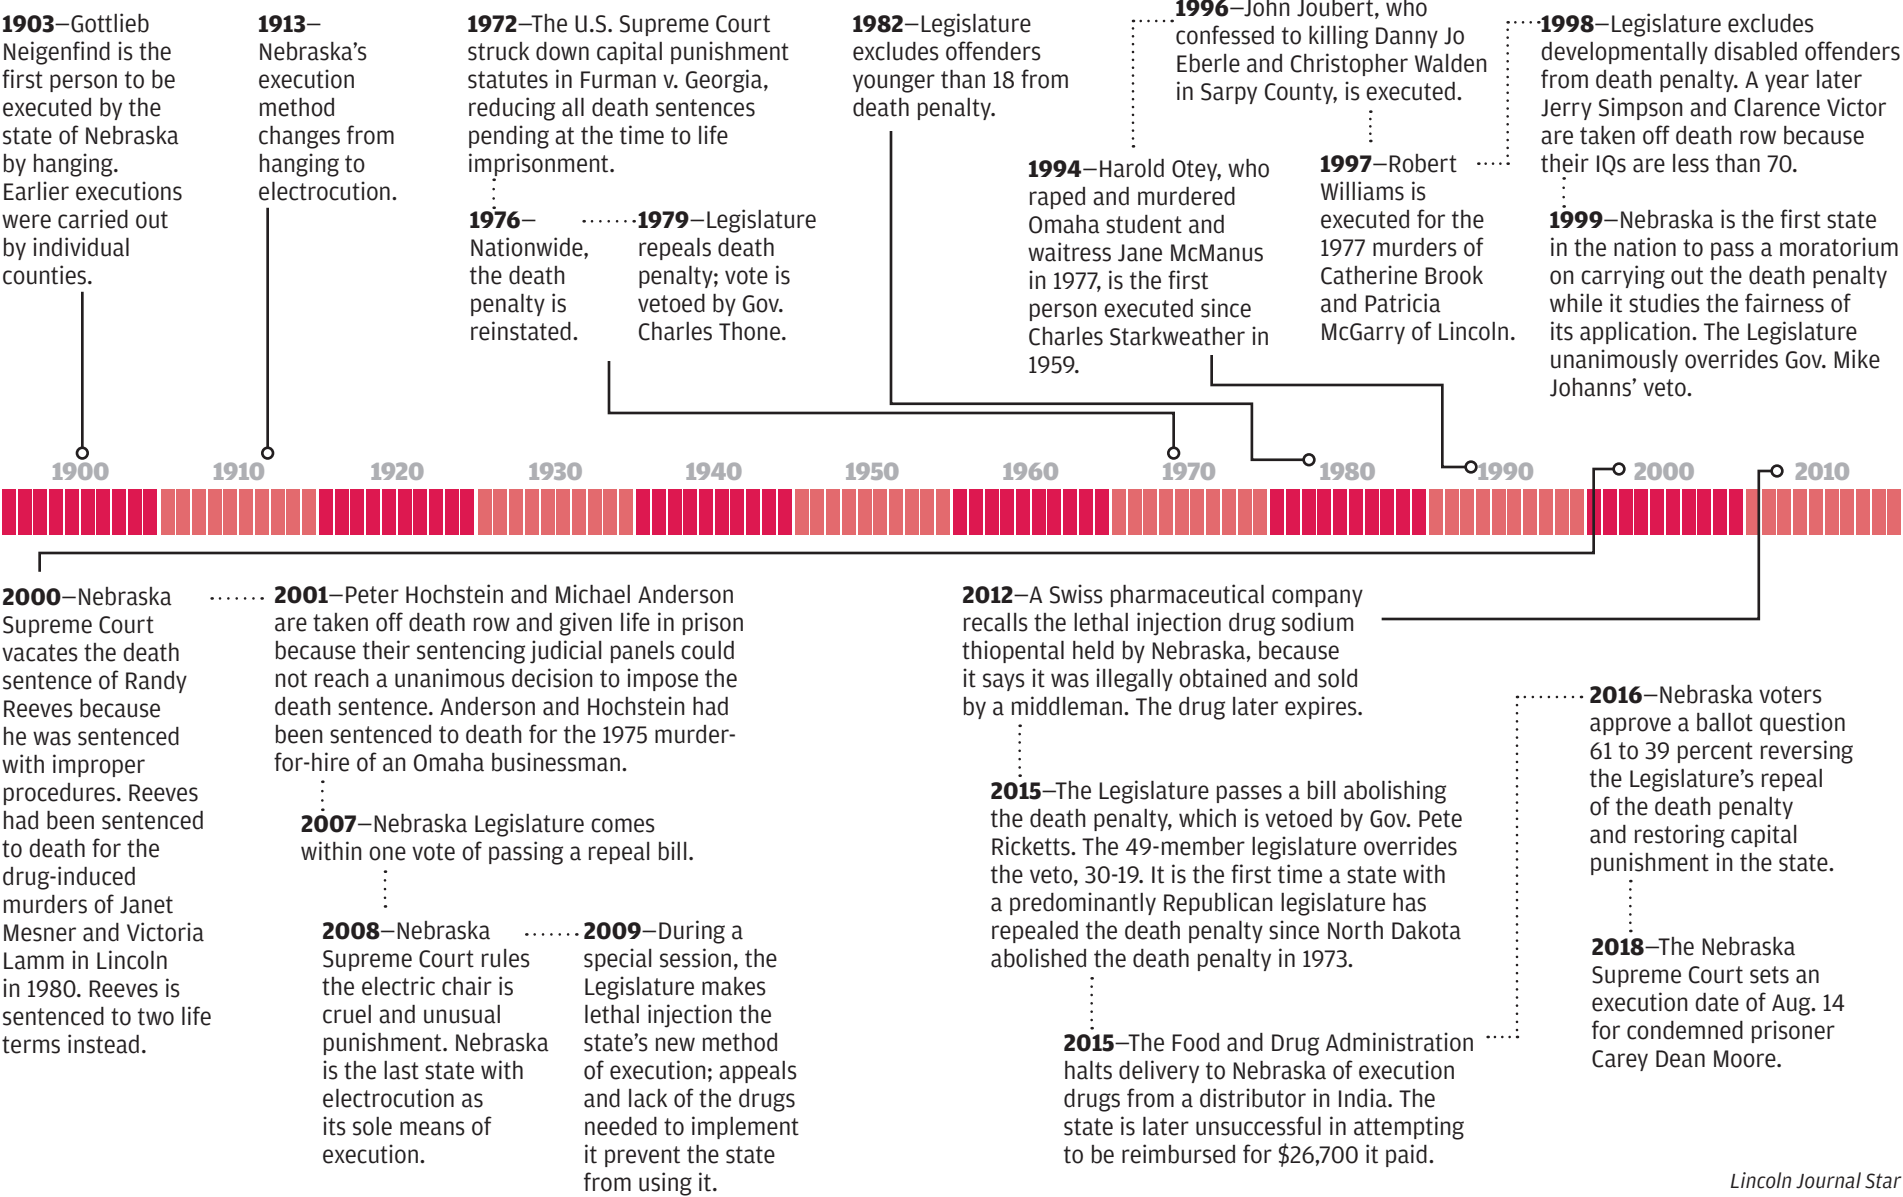 1903—Gottlieb
Neigenfind is the
first person to be
executed by the
state of Nebraska
by hanging.
Earlier executions
were carried out
by individual
counties.
1913—
Nebraska’s
execution
method
changes from
hanging to
electrocution.
1972—The U.S. Supreme Court
struck down capital punishment
statutes in Furman v. Georgia,
reducing all death sentences
pending at the time to life
imprisonment.
1976—
Nationwide,
the death
penalty is
reinstated.
1979—Legislature
repeals death
penalty; vote is
vetoed by Gov.
Charles Thone.
1982—Legislature
excludes offenders
younger than 18 from
death penalty.
1994—Harold Otey, who
raped and murdered
Omaha student and
waitress Jane McManus
in 1977, is the first
person executed since
Charles Starkweather in
1959.
1996—John Joubert, who
confessed to killing Danny Jo
Eberle and Christopher Walden
in Sarpy County, is executed.
1997—Robert
Williams is
executed for the
1977 murders of
Catherine Brook
and Patricia
McGarry of Lincoln.
1998—Legislature excludes
developmentally disabled offenders
from death penalty. A year later
Jerry Simpson and Clarence Victor
are taken off death row because
their IQs are less than 70.
1999—Nebraska is the first state
in the nation to pass a moratorium
on carrying out the death penalty
while it studies the fairness of
its application. The Legislature
unanimously overrides Gov. Mike
Johanns’ veto.
1900 1910 1920 1930 1940 1950 1960 1970 1980 1990 2000 2010
2000—Nebraska
Supreme Court
vacates the death
sentence of Randy
Reeves because
he was sentenced
with improper
procedures. Reeves
had been sentenced
to death for the
drug-induced
murders of Janet
Mesner and Victoria
Lamm in Lincoln
in 1980. Reeves is
sentenced to two life
terms instead.
2001—Peter Hochstein and Michael Anderson
are taken off death row and given life in prison
because their sentencing judicial panels could
not reach a unanimous decision to impose the
death sentence. Anderson and Hochstein had
been sentenced to death for the 1975 murder-
for-hire of an Omaha businessman.
2007—Nebraska Legislature comes
within one vote of passing a repeal bill.
2008—Nebraska
Supreme Court rules
the electric chair is
cruel and unusual
punishment. Nebraska
is the last state with
electrocution as
its sole means of
execution.
2009—During a
special session, the
Legislature makes
lethal injection the
state’s new method
of execution; appeals
and lack of the drugs
needed to implement
it prevent the state
from using it.
2012—A Swiss pharmaceutical company
recalls the lethal injection drug sodium
thiopental held by Nebraska, because
it says it was illegally obtained and sold
by a middleman. The drug later expires.
2015—The Legislature passes a bill abolishing
the death penalty, which is vetoed by Gov. Pete
Ricketts. The 49-member legislature overrides
the veto, 30-19. It is the first time a state with
a predominantly Republican legislature has
repealed the death penalty since North Dakota
abolished the death penalty in 1973.
2015—The Food and Drug Administration
halts delivery to Nebraska of execution
drugs from a distributor in India. The
state is later unsuccessful in attempting
to be reimbursed for $26,700 it paid.
2016—Nebraska voters
approve a ballot question
61 to 39 percent reversing
the Legislature’s repeal
of the death penalty
and restoring capital
punishment in the state.
2018—The Nebraska
Supreme Court sets an
execution date of Aug. 14
for condemned prisoner
Carey Dean Moore.
Lincoln Journal Star